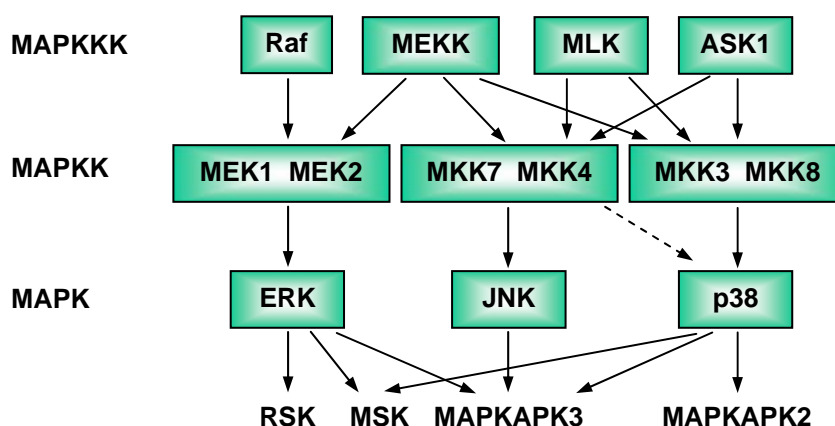 MAPKKK Raf MEKK MLK ASK1
MAPKK MEK1 MEK2 MKK7 MKK4 MKK3 MKK8
MAPK ERK JNK p38
RSK MSK MAPKAPK3 MAPKAPK2